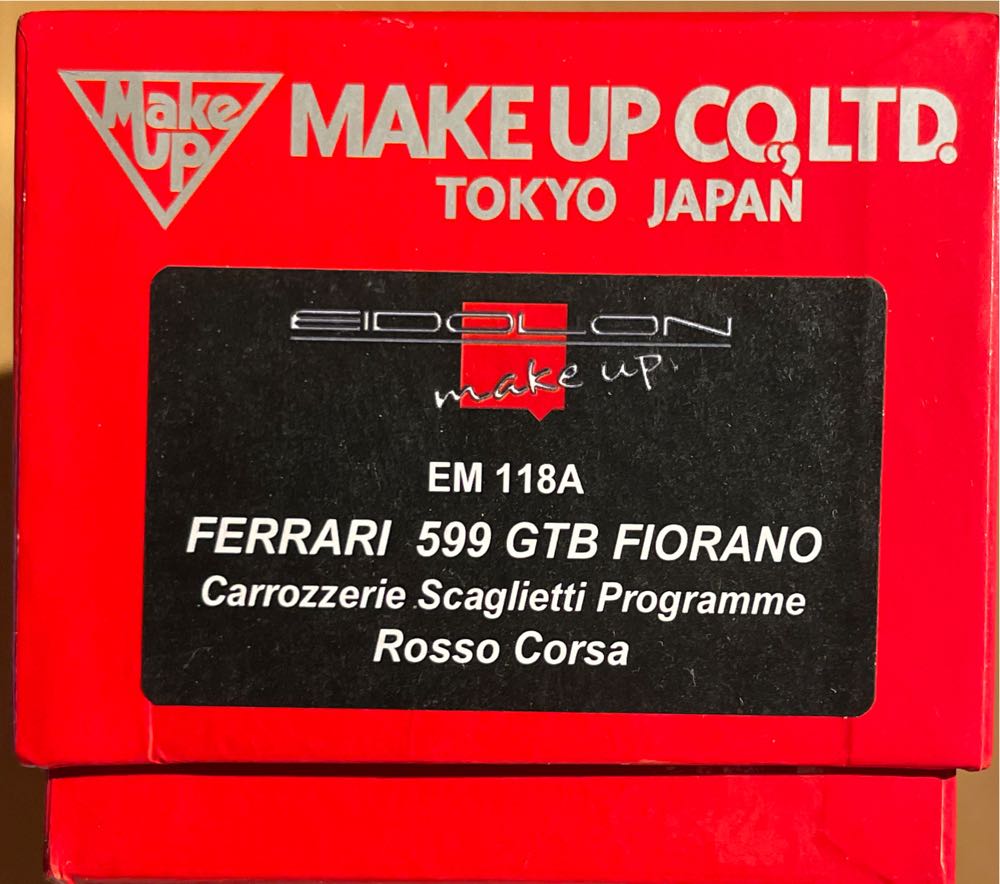 Make Up
MAKE UP CO., LTD.
TOKYO JAPAN
EIDOLON
make up.
EM 118A
FERRARI 599 GTB FIORANO
Carrozzerie Scaglietti Programme
Rosso Corsa